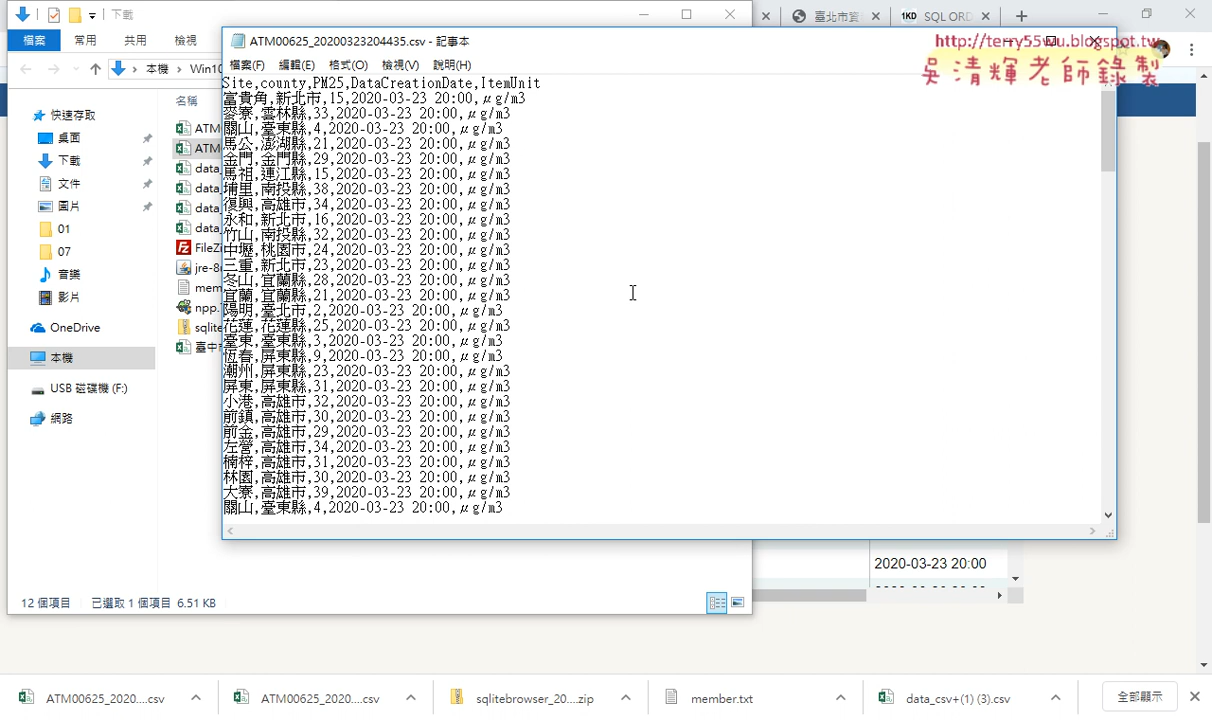 下載
檔案 常用 共用 檢視
本機 Win10
名稱
快速存取
桌面
下載
文件
圖片
01
07
音樂
影片
OneDrive
本機
USB 磁碟機 (F:)
網路
ATM
ATM
data_
data_
data_
data_
FileZi
jre-8
mem
npp.
sqlite
臺中
12 個項目 已選取 1 個項目 6.51 KB
臺北市資
1KD SQL ORD
http://terry55wu.blogspot.tw
吳清輝老師錄製
ATM00625_20200323204435.csv - 記事本
檔案(F) 編輯(E) 格式(O) 檢視(V) 說明(H)
Site,county,PM25,DataCreationDate,ItemUnit
富貴角,新北市,15,2020-03-23 20:00,μg/m3
麥寮,雲林縣,33,2020-03-23 20:00,μg/m3
關山,臺東縣,4,2020-03-23 20:00,μg/m3
馬公,澎湖縣,21,2020-03-23 20:00,μg/m3
金門,金門縣,29,2020-03-23 20:00,μg/m3
馬祖,連江縣,15,2020-03-23 20:00,μg/m3
埔里,南投縣,38,2020-03-23 20:00,μg/m3
復興,高雄市,34,2020-03-23 20:00,μg/m3
永和,新北市,16,2020-03-23 20:00,μg/m3
竹山,南投縣,32,2020-03-23 20:00,μg/m3
中壢,桃園市,24,2020-03-23 20:00,μg/m3
三重,新北市,23,2020-03-23 20:00,μg/m3
冬山,宜蘭縣,28,2020-03-23 20:00,μg/m3
宜蘭,宜蘭縣,21,2020-03-23 20:00,μg/m3
陽明,臺北市,2,2020-03-23 20:00,μg/m3
花蓮,花蓮縣,25,2020-03-23 20:00,μg/m3
臺東,臺東縣,3,2020-03-23 20:00,μg/m3
恆春,屏東縣,9,2020-03-23 20:00,μg/m3
潮州,屏東縣,23,2020-03-23 20:00,μg/m3
屏東,屏東縣,31,2020-03-23 20:00,μg/m3
小港,高雄市,32,2020-03-23 20:00,μg/m3
前鎮,高雄市,30,2020-03-23 20:00,μg/m3
前金,高雄市,29,2020-03-23 20:00,μg/m3
左營,高雄市,34,2020-03-23 20:00,μg/m3
楠梓,高雄市,31,2020-03-23 20:00,μg/m3
林園,高雄市,30,2020-03-23 20:00,μg/m3
大寮,高雄市,39,2020-03-23 20:00,μg/m3
關山,臺東縣,4,2020-03-23 20:00,μg/m3
2020-03-23 20:00
ATM00625_2020....csv ATM00625_2020....csv sqlitebrowser_20....zip member.txt data_csv+(1) (3).csv 全部顯示